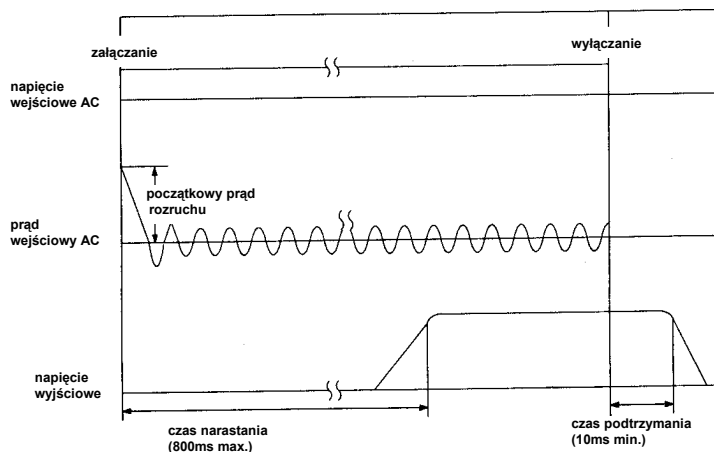 załączanie
wyłączanie
napięcie
wejściowe AC
początkowy prąd
rozruchu
prąd
wejściowy AC
napięcie
wyjściowe
czas narastania
(800ms max.)
czas podtrzymania
(10ms min.)